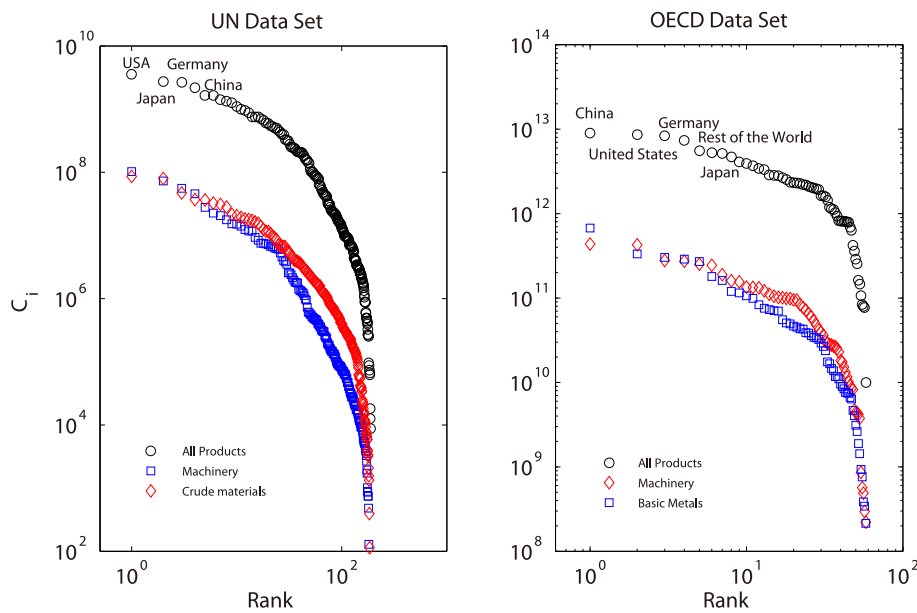 UN Data Set
OECD Data Set
10^10
10^8
10^6
10^4
10^2
C_i
USA
Germany
Japan
China
All Products
Machinery
Crude materials
10^0
10^2
Rank
10^14
10^13
10^12
10^11
10^10
10^9
10^8
China
Germany
United States
Rest of the World
Japan
All Products
Machinery
Basic Metals
10^0
10^1
10^2
Rank